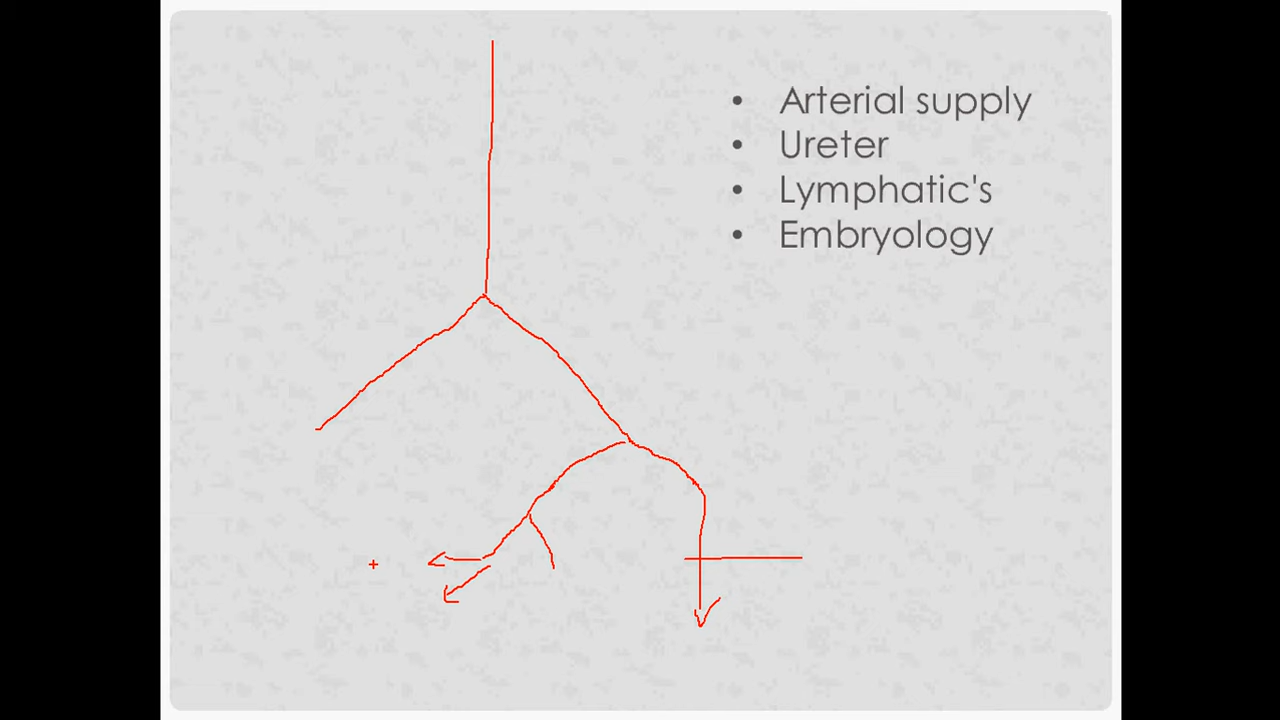 • Arterial supply
• Ureter
• Lymphatic's
• Embryology